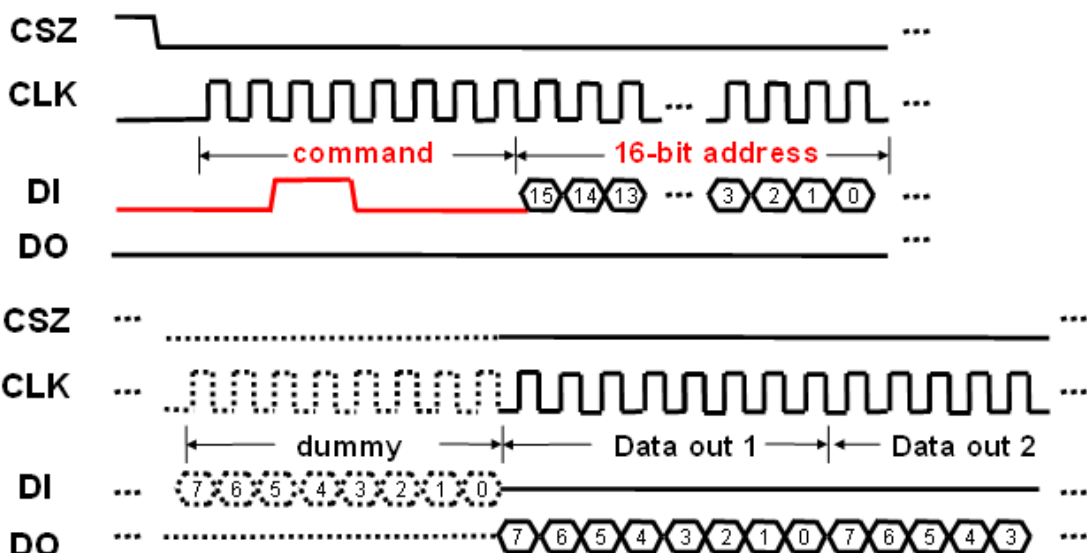 CSZ ...
CLK ... ...
command 16-bit address
DI 15 14 13 ... 3 2 1 0 ...
DO ...
CSZ ... ...
CLK ... ...
dummy Data out 1 Data out 2
DI ... 7 6 5 4 3 2 1 0 ...
DO ... 7 6 5 4 3 2 1 0 7 6 5 4 3 ...